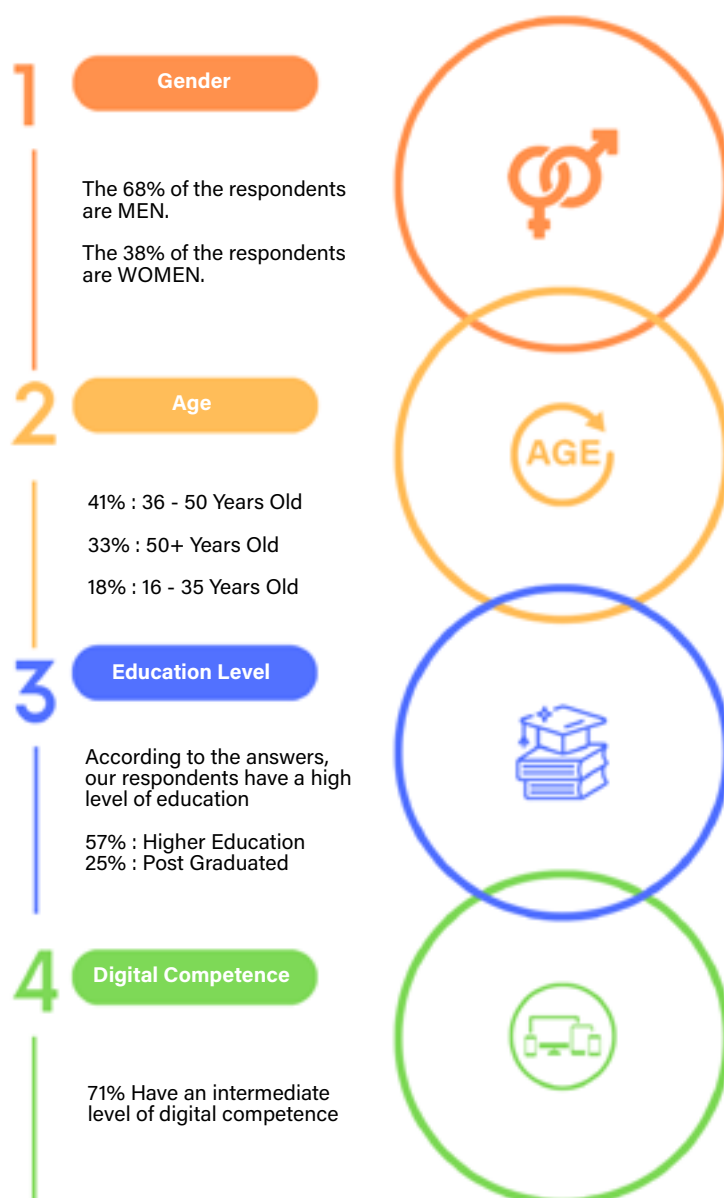 1
Gender
The 68% of the respondents
are MEN.
The 38% of the respondents
are WOMEN.
2
Age
AGE
41% : 36 - 50 Years Old
33% : 50+ Years Old
18% : 16 - 35 Years Old
3
Education Level
According to the answers,
our respondents have a high
level of education
57% : Higher Education
25% : Post Graduated
4
Digital Competence
71% Have an intermediate
level of digital competence